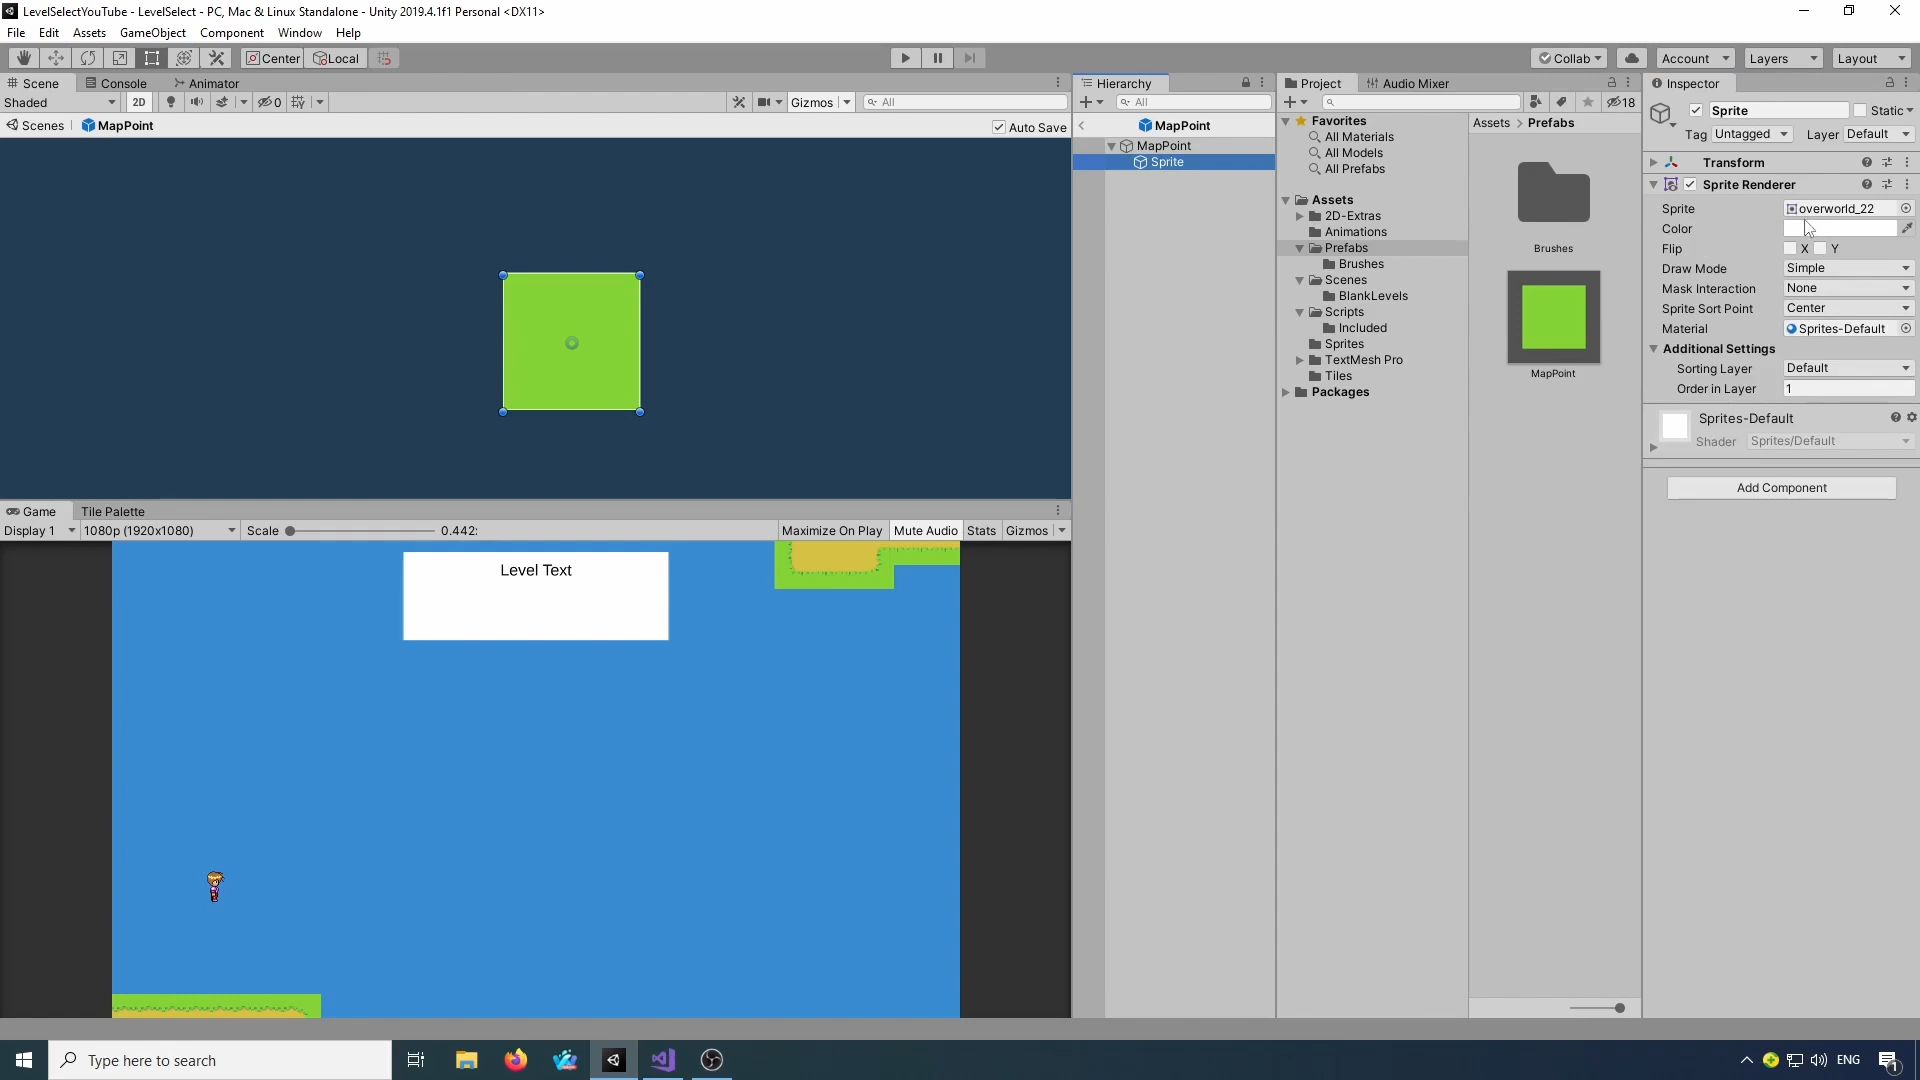 LevelSelectYouTube - LevelSelect - PC, Mac & Linux Standalone - Unity 2019.4.1f1 Personal <DX11>
File Edit Assets GameObject Component Window Help
Center Local Collab Account Layers Layout
Scene Console Animator
Shaded 2D 0 Gizmos All
Scenes MapPoint Auto Save
Game Tile Palette
Display 1 1080p (1920x1080) Scale 0.442: Maximize On Play Mute Audio Stats Gizmos
Level Text
Hierarchy
All
MapPoint
MapPoint
Sprite
Project Audio Mixer
18
Favorites
All Materials
All Models
All Prefabs
Assets
2D-Extras
Animations
Prefabs
Brushes
Scenes
BlankLevels
Scripts
Included
Sprites
TextMesh Pro
Tiles
Packages
Assets > Prefabs
Brushes
MapPoint
Inspector
Sprite Static
Tag Untagged Layer Default
Transform
Sprite Renderer
Sprite overworld_22
Color
Flip X Y
Draw Mode Simple
Mask Interaction None
Sprite Sort Point Center
Material Sprites-Default
Additional Settings
Sorting Layer Default
Order in Layer 1
Sprites-Default
Shader Sprites/Default
Add Component
Type here to search
ENG
1